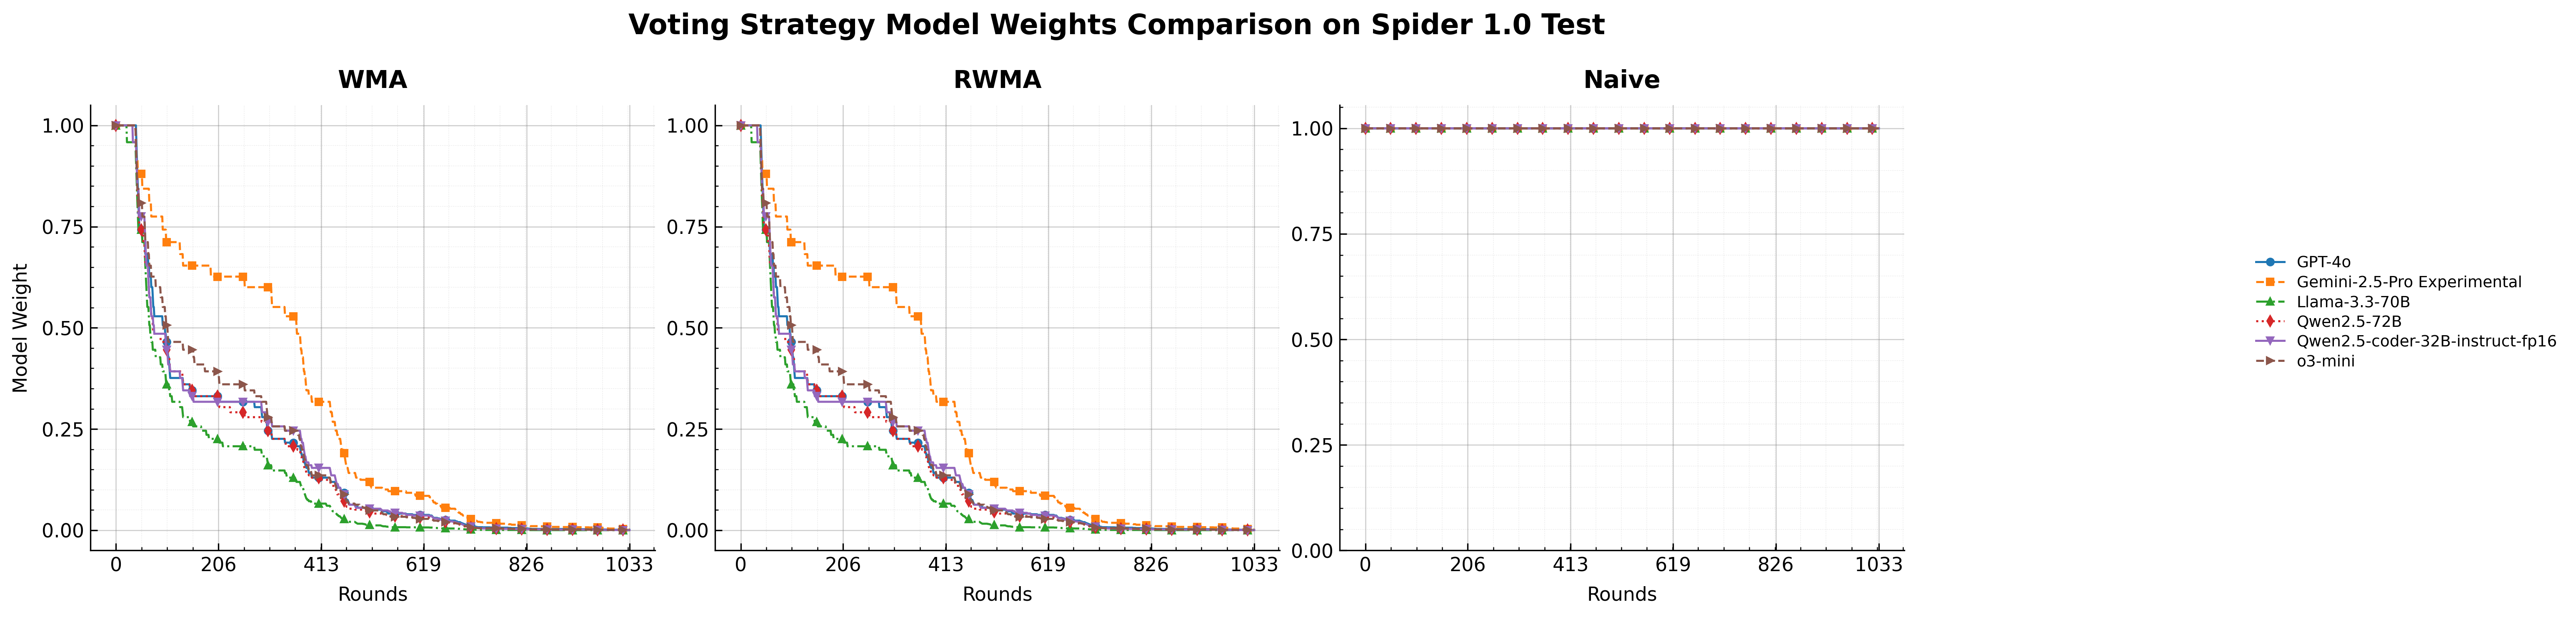 Voting Strategy Model Weights Comparison on Spider 1.0 Test
WMA
RWMA
Naive
Model Weight
1.00
0.75
0.50
0.25
0.00
0 206 413 619 826 1033
Rounds
1.00
0.75
0.50
0.25
0.00
0 206 413 619 826 1033
Rounds
1.00
0.75
0.50
0.25
0.00
0 206 413 619 826 1033
Rounds
GPT-4o
Gemini-2.5-Pro Experimental
Llama-3.3-70B
Qwen2.5-72B
Qwen2.5-coder-32B-instruct-fp16
o3-mini